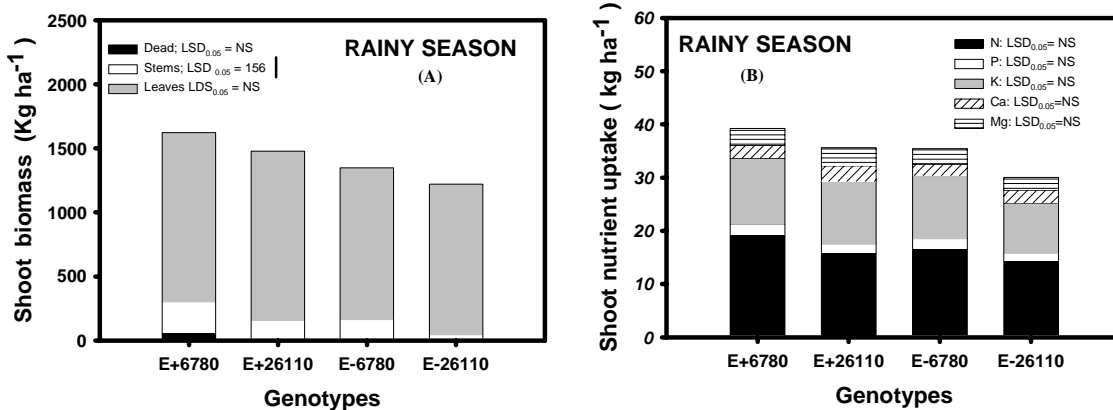 2500
2000
1500
1000
500
0
Shoot biomass (Kg ha-1)
Dead; LSD0.05 = NS
Stems; LSD 0.05 = 156
Leaves LDS0.05 = NS
RAINY SEASON
(A)
E+6780 E+26110 E-6780 E-26110
Genotypes
60
50
40
30
20
10
0
Shoot nutrient uptake ( kg ha-1)
RAINY SEASON
(B)
N: LSD0.05= NS
P: LSD0.05= NS
K: LSD0.05= NS
Ca: LSD0.05=NS
Mg: LSD0.05=NS
E+6780 E+26110 E-6780 E-26110
Genotypes